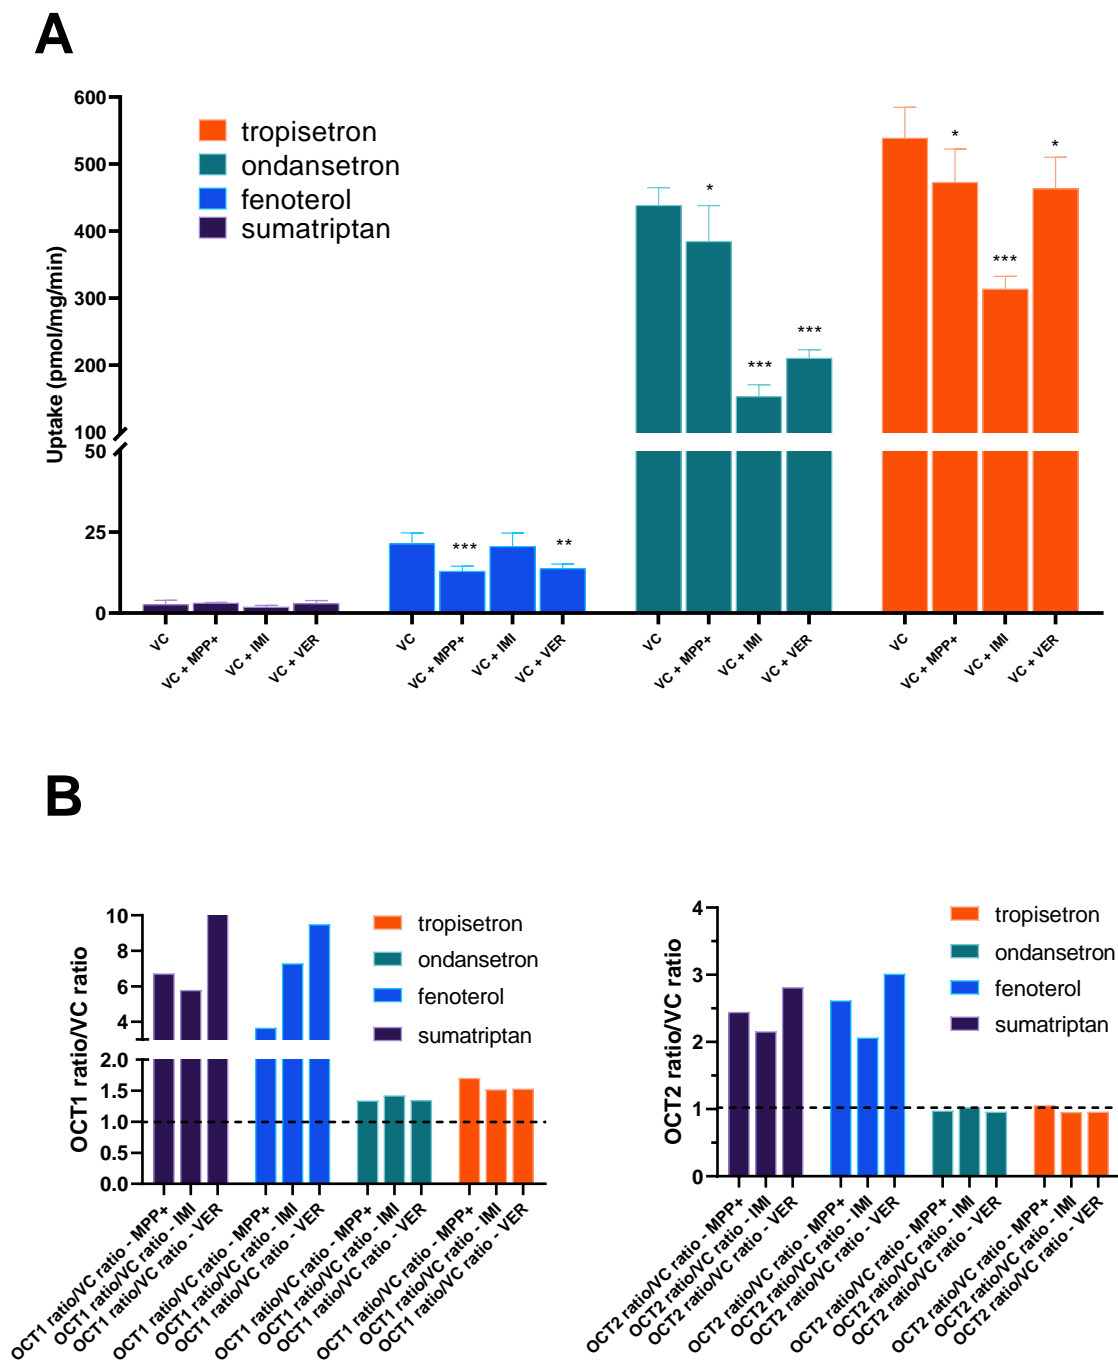 A
600
500
400
300
200
100
50
25
0
Uptake (pmol/mg/min)
tropisetron
ondansetron
fenoterol
sumatriptan
***
**
*
***
***
*
***
*
VC
VC + MPP+
VC + IMI
VC + VER
VC
VC + MPP+
VC + IMI
VC + VER
VC
VC + MPP+
VC + IMI
VC + VER
VC
VC + MPP+
VC + IMI
VC + VER
B
10
8
6
4
2.0
1.5
1.0
0.5
0.0
OCT1 ratio/VC ratio
tropisetron
ondansetron
fenoterol
sumatriptan
OCT1 ratio/VC ratio - MPP+
OCT1 ratio/VC ratio - IMI
OCT1 ratio/VC ratio - VER
OCT1 ratio/VC ratio - MPP+
OCT1 ratio/VC ratio - IMI
OCT1 ratio/VC ratio - VER
OCT1 ratio/VC ratio - MPP+
OCT1 ratio/VC ratio - IMI
OCT1 ratio/VC ratio - VER
OCT1 ratio/VC ratio - MPP+
OCT1 ratio/VC ratio - IMI
OCT1 ratio/VC ratio - VER
4
3
2
1
0
OCT2 ratio/VC ratio
tropisetron
ondansetron
fenoterol
sumatriptan
OCT2 ratio/VC ratio - MPP+
OCT2 ratio/VC ratio - IMI
OCT2 ratio/VC ratio - VER
OCT2 ratio/VC ratio - MPP+
OCT2 ratio/VC ratio - IMI
OCT2 ratio/VC ratio - VER
OCT2 ratio/VC ratio - MPP+
OCT2 ratio/VC ratio - IMI
OCT2 ratio/VC ratio - VER
OCT2 ratio/VC ratio - MPP+
OCT2 ratio/VC ratio - IMI
OCT2 ratio/VC ratio - VER